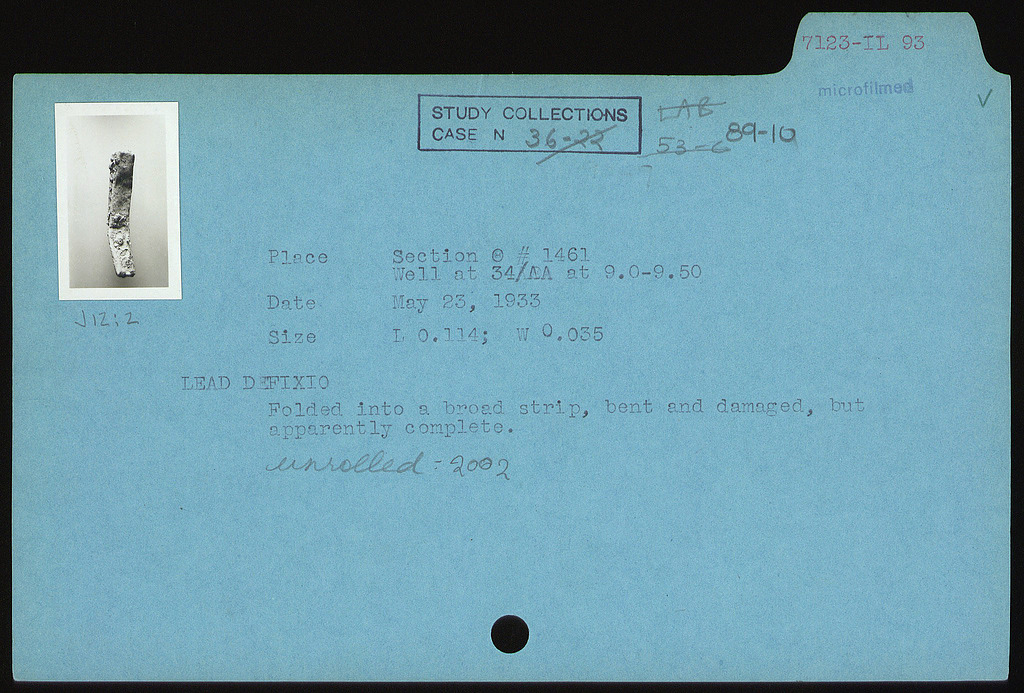 7123-IL 93
microfilmed
✓
STUDY COLLECTIONS
CASE N 36-22
LAB
53-6 89-10
Place Section Θ # 1461
Well at 34/ΛΑ at 9.0-9.50
Date May 23, 1933
Size L 0.114; W 0.035
J12:2
LEAD DEFIXIO
Folded into a broad strip, bent and damaged, but
apparently complete.
unrolled - 2002